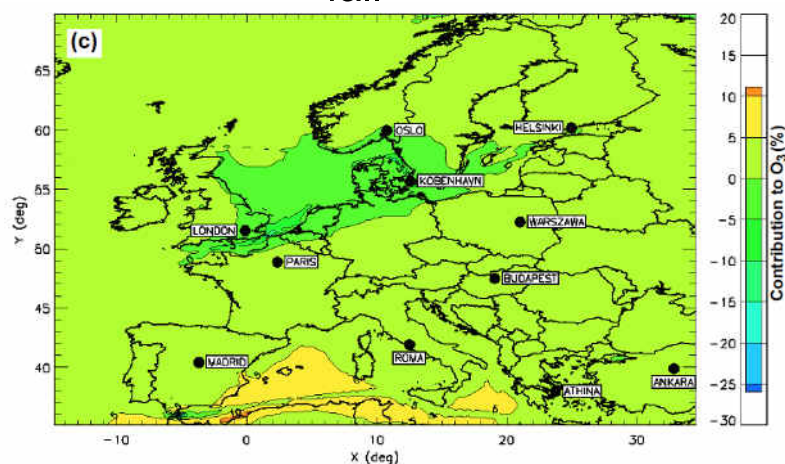 (c)
65
60
55
50
45
40
Y (deg)
-10
0
10
20
30
X (deg)
OSLO
HELSINKI
KOBENHAVN
LONDON
WARSZAWA
PARIS
BUDAPEST
MADRID
ROMA
ATHINA
ANKARA
20
15
10
5
0
-5
-10
-15
-20
-25
-30
Contribution to O3(%)